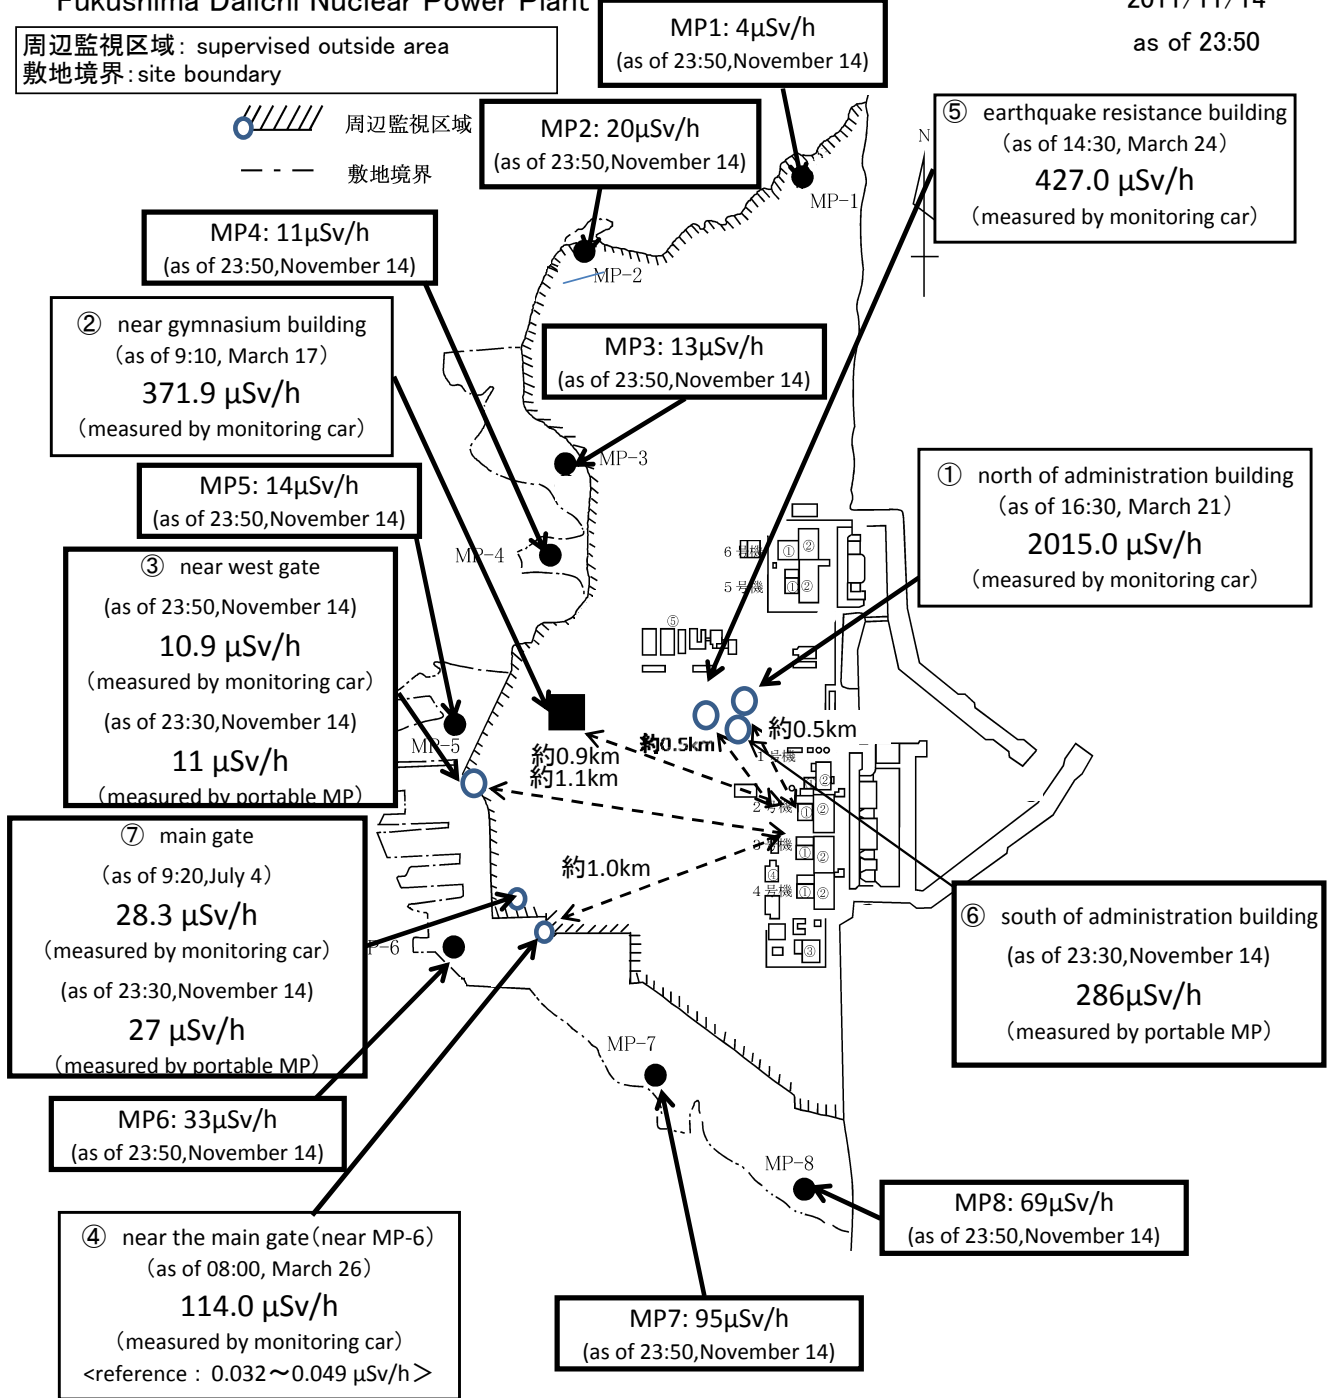 Fukushima Daiichi Nuclear Power Plant
2011/11/14
as of 23:50
周辺監視区域: supervised outside area
敷地境界:site boundary
周辺監視区域
敷地境界
MP1: 4μSv/h
(as of 23:50,November 14)
MP2: 20μSv/h
(as of 23:50,November 14)
⑤ earthquake resistance building
(as of 14:30, March 24)
427.0 μSv/h
(measured by monitoring car)
N
MP-1
MP4: 11μSv/h
(as of 23:50,November 14)
MP-2
② near gymnasium building
(as of 9:10, March 17)
371.9 μSv/h
(measured by monitoring car)
MP3: 13μSv/h
(as of 23:50,November 14)
MP-3
MP5: 14μSv/h
(as of 23:50,November 14)
① north of administration building
(as of 16:30, March 21)
2015.0 μSv/h
(measured by monitoring car)
MP-4
6号機 ① ②
5号機 ① ②
③ near west gate
(as of 23:50,November 14)
10.9 μSv/h
(measured by monitoring car)
(as of 23:30,November 14)
11 μSv/h
(measured by portable MP)
⑤
MP-5
約0.9km
約1.1km
約0.5km
約0.5km
1号機 ②
2号機 ① ②
3号機 ① ②
④
4号機 ① ②
③
約1.0km
⑦ main gate
(as of 9:20,July 4)
28.3 μSv/h
(measured by monitoring car)
(as of 23:30,November 14)
27 μSv/h
(measured by portable MP)
P-6
⑥ south of administration building
(as of 23:30,November 14)
286μSv/h
(measured by portable MP)
MP-7
MP6: 33μSv/h
(as of 23:50,November 14)
MP-8
MP8: 69μSv/h
(as of 23:50,November 14)
④ near the main gate(near MP-6)
(as of 08:00, March 26)
114.0 μSv/h
(measured by monitoring car)
<reference : 0.032～0.049 μSv/h＞
MP7: 95μSv/h
(as of 23:50,November 14)